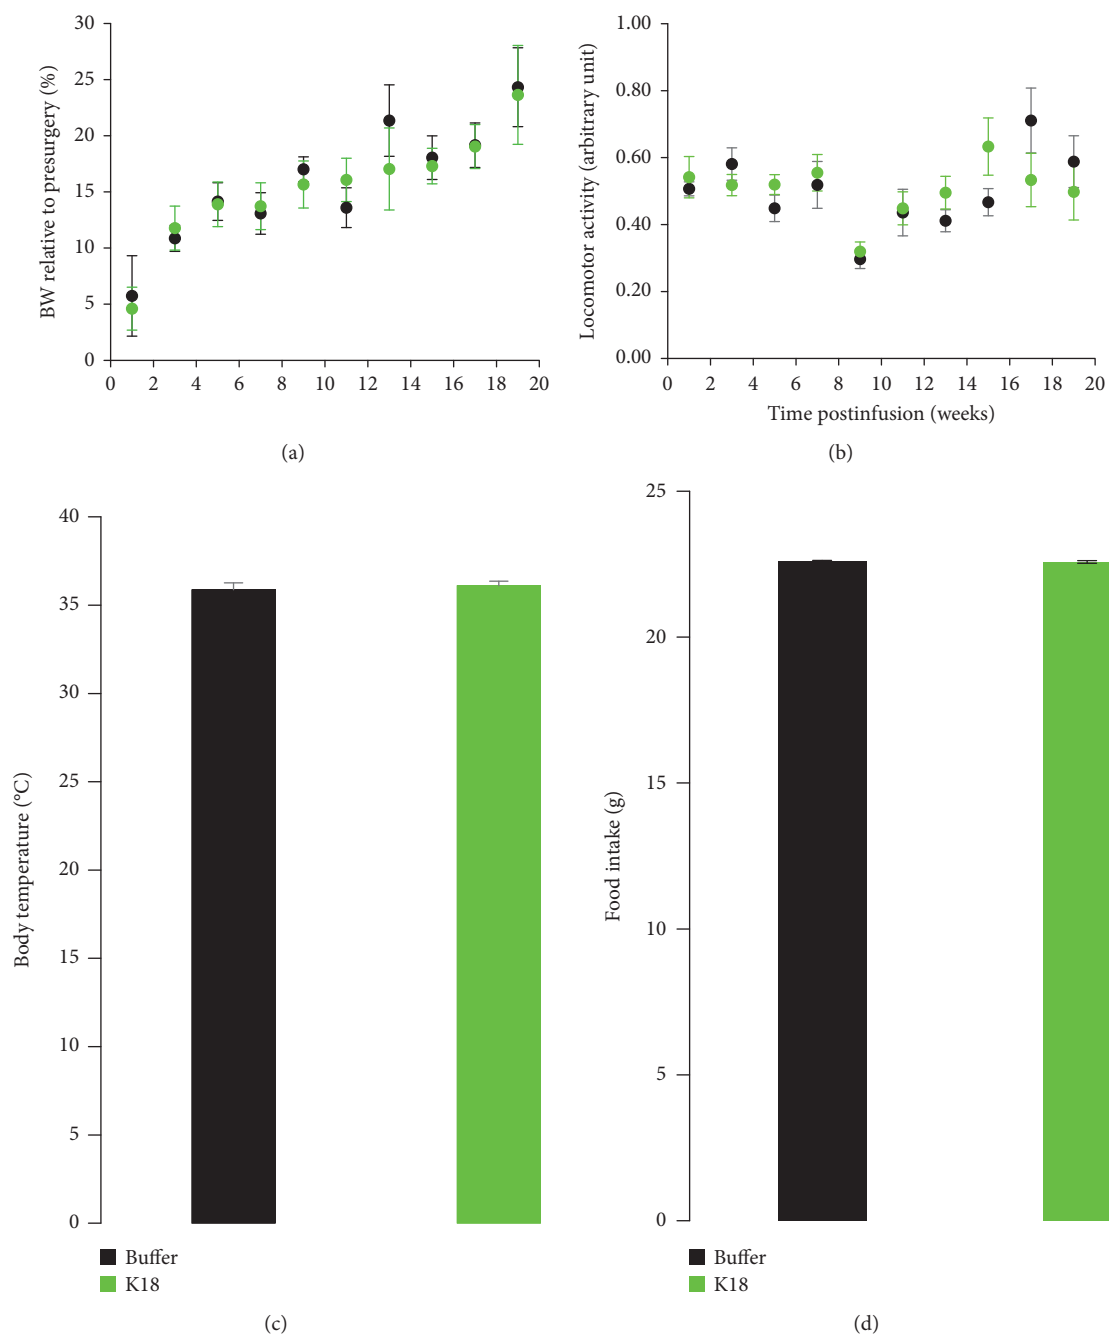 BW relative to presurgery (%)
30
25
20
15
10
5
0
0 2 4 6 8 10 12 14 16 17 20
(a)
Locomotor activity (arbitrary unit)
1.00
0.80
0.60
0.40
0.20
0.00
0 2 4 6 8 10 12 14 16 17 20
Time postinfusion (weeks)
(b)
Body temperature (°C)
40
35
30
25
20
15
10
5
0
Buffer
K18
(c)
Food intake (g)
25
20
15
10
5
0
Buffer
K18
(d)